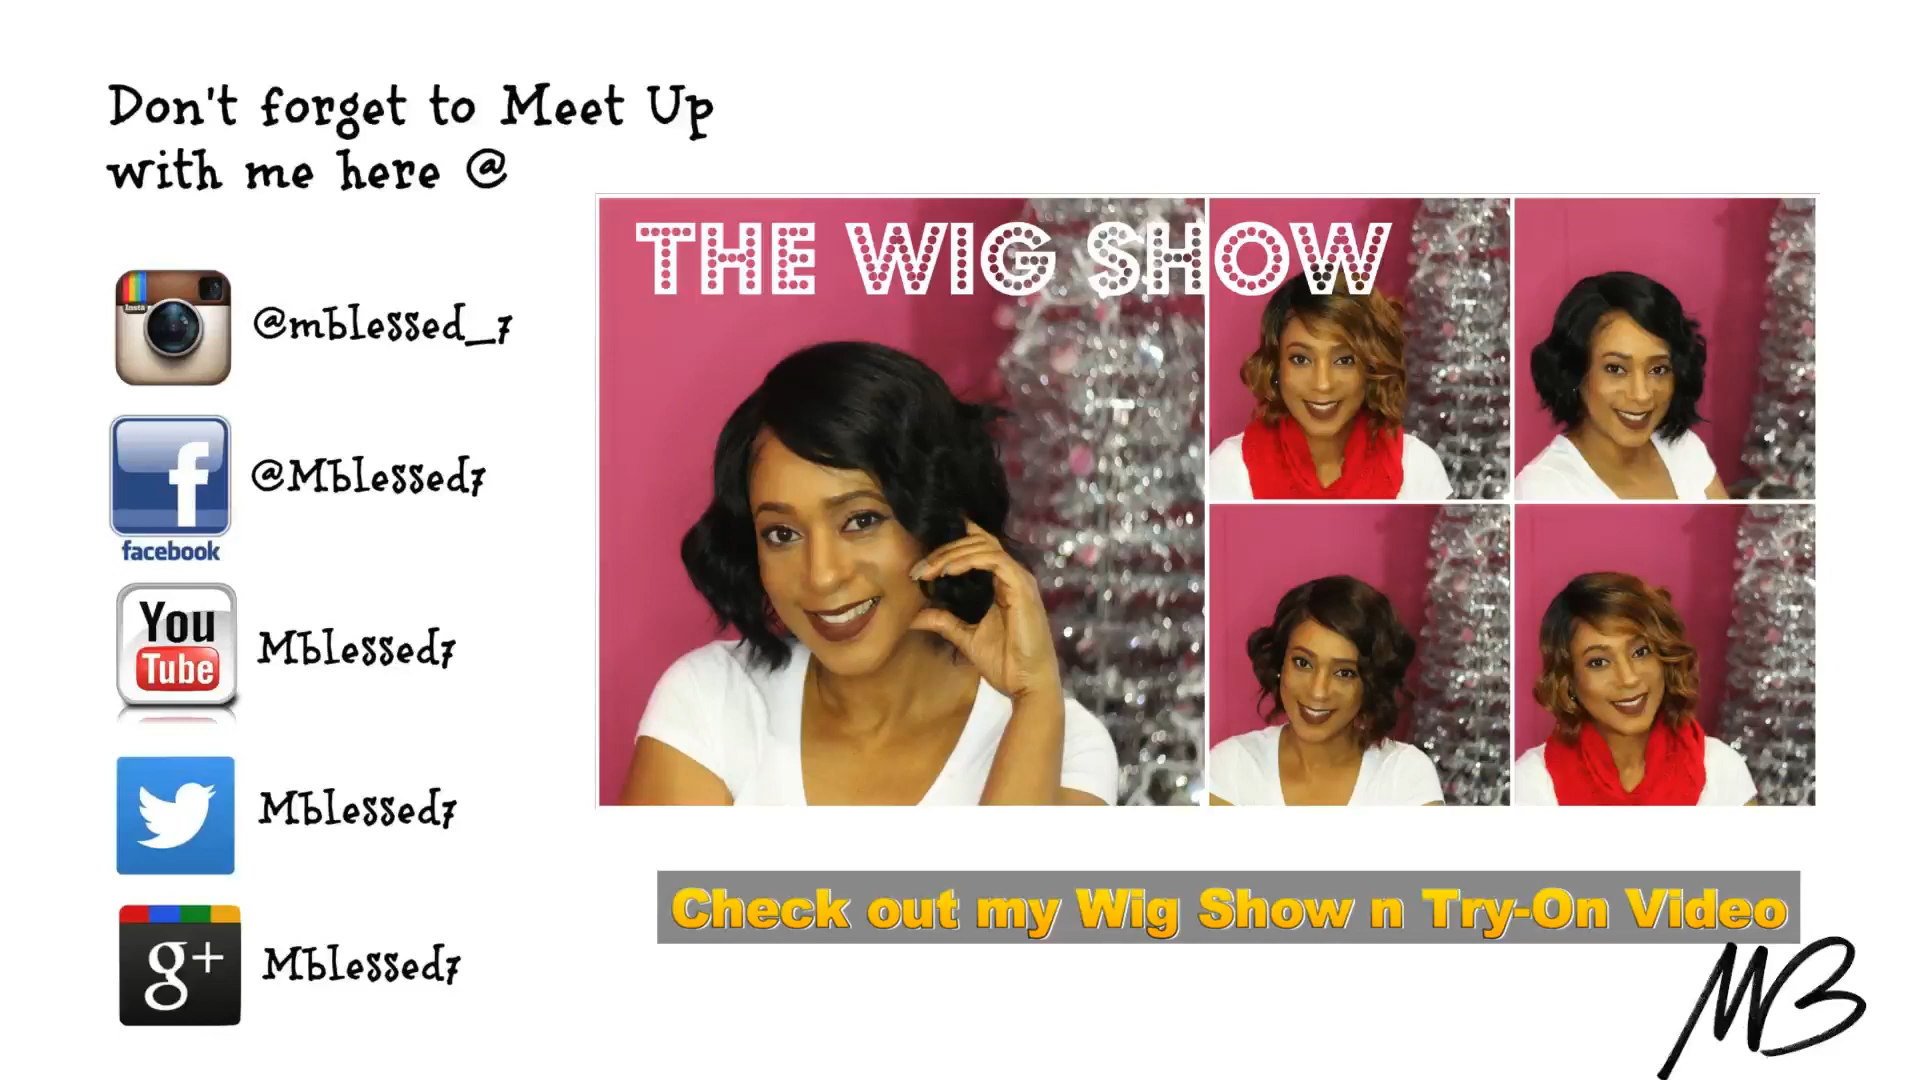 Don't forget to Meet Up
with me here @
THE WIG SHOW
Insta
@mblessed_7
f
@Mblessed7
facebook
You
Tube
Mblessed7
Mblessed7
g+
Mblessed7
Check out my Wig Show n Try-On Video
MB